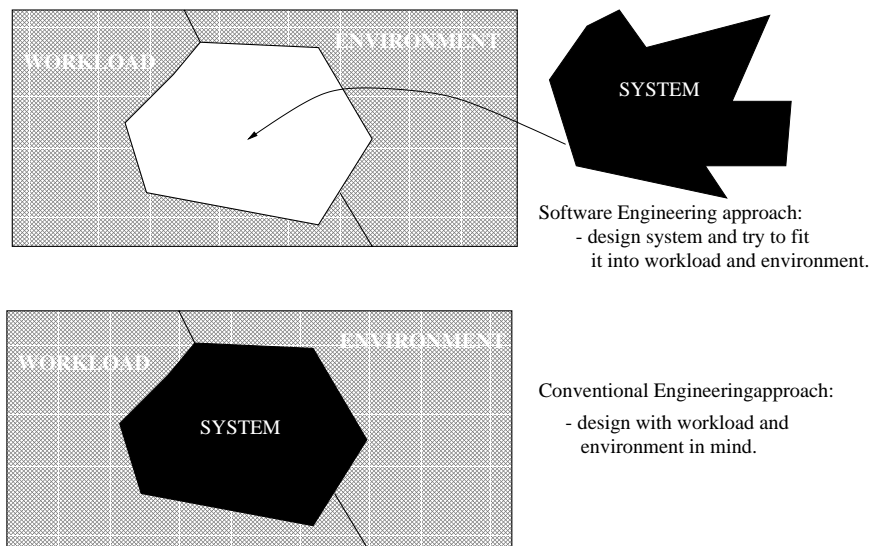 ENVIRONMENT
WORKLOAD
SYSTEM
Software Engineering approach:
- design system and try to fit
it into workload and environment.
ENVIRONMENT
WORKLOAD
SYSTEM
Conventional Engineeringapproach:
- design with workload and
environment in mind.